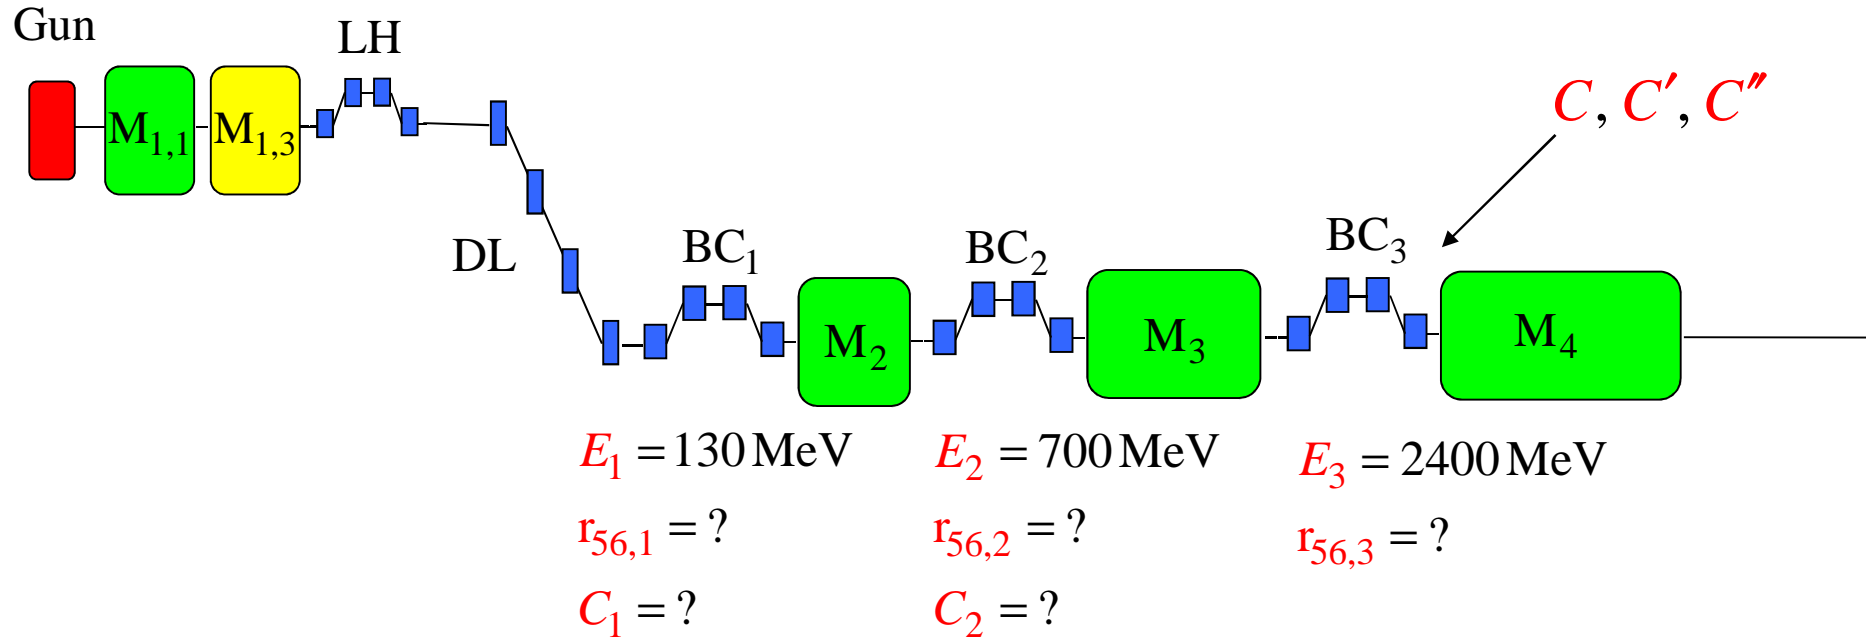 Gun
LH
C, C′, C″
M1,1 M1,3
DL
BC1
BC2
BC3
M2
M3
M4
E1 = 130 MeV
E2 = 700 MeV
E3 = 2400 MeV
r56,1 = ?
r56,2 = ?
r56,3 = ?
C1 = ?
C2 = ?